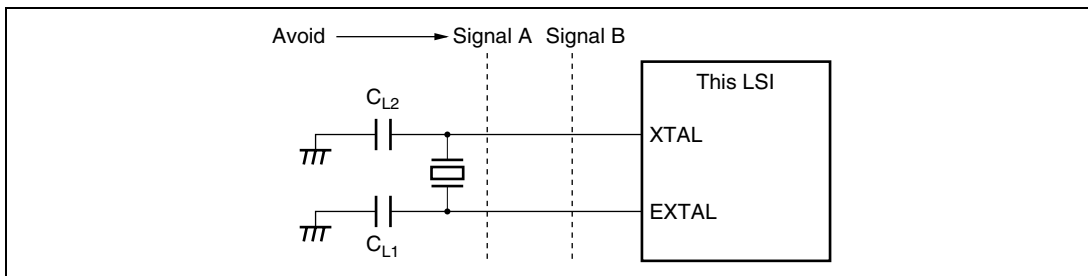 Avoid Signal A Signal B
This LSI
CL2
XTAL
EXTAL
CL1